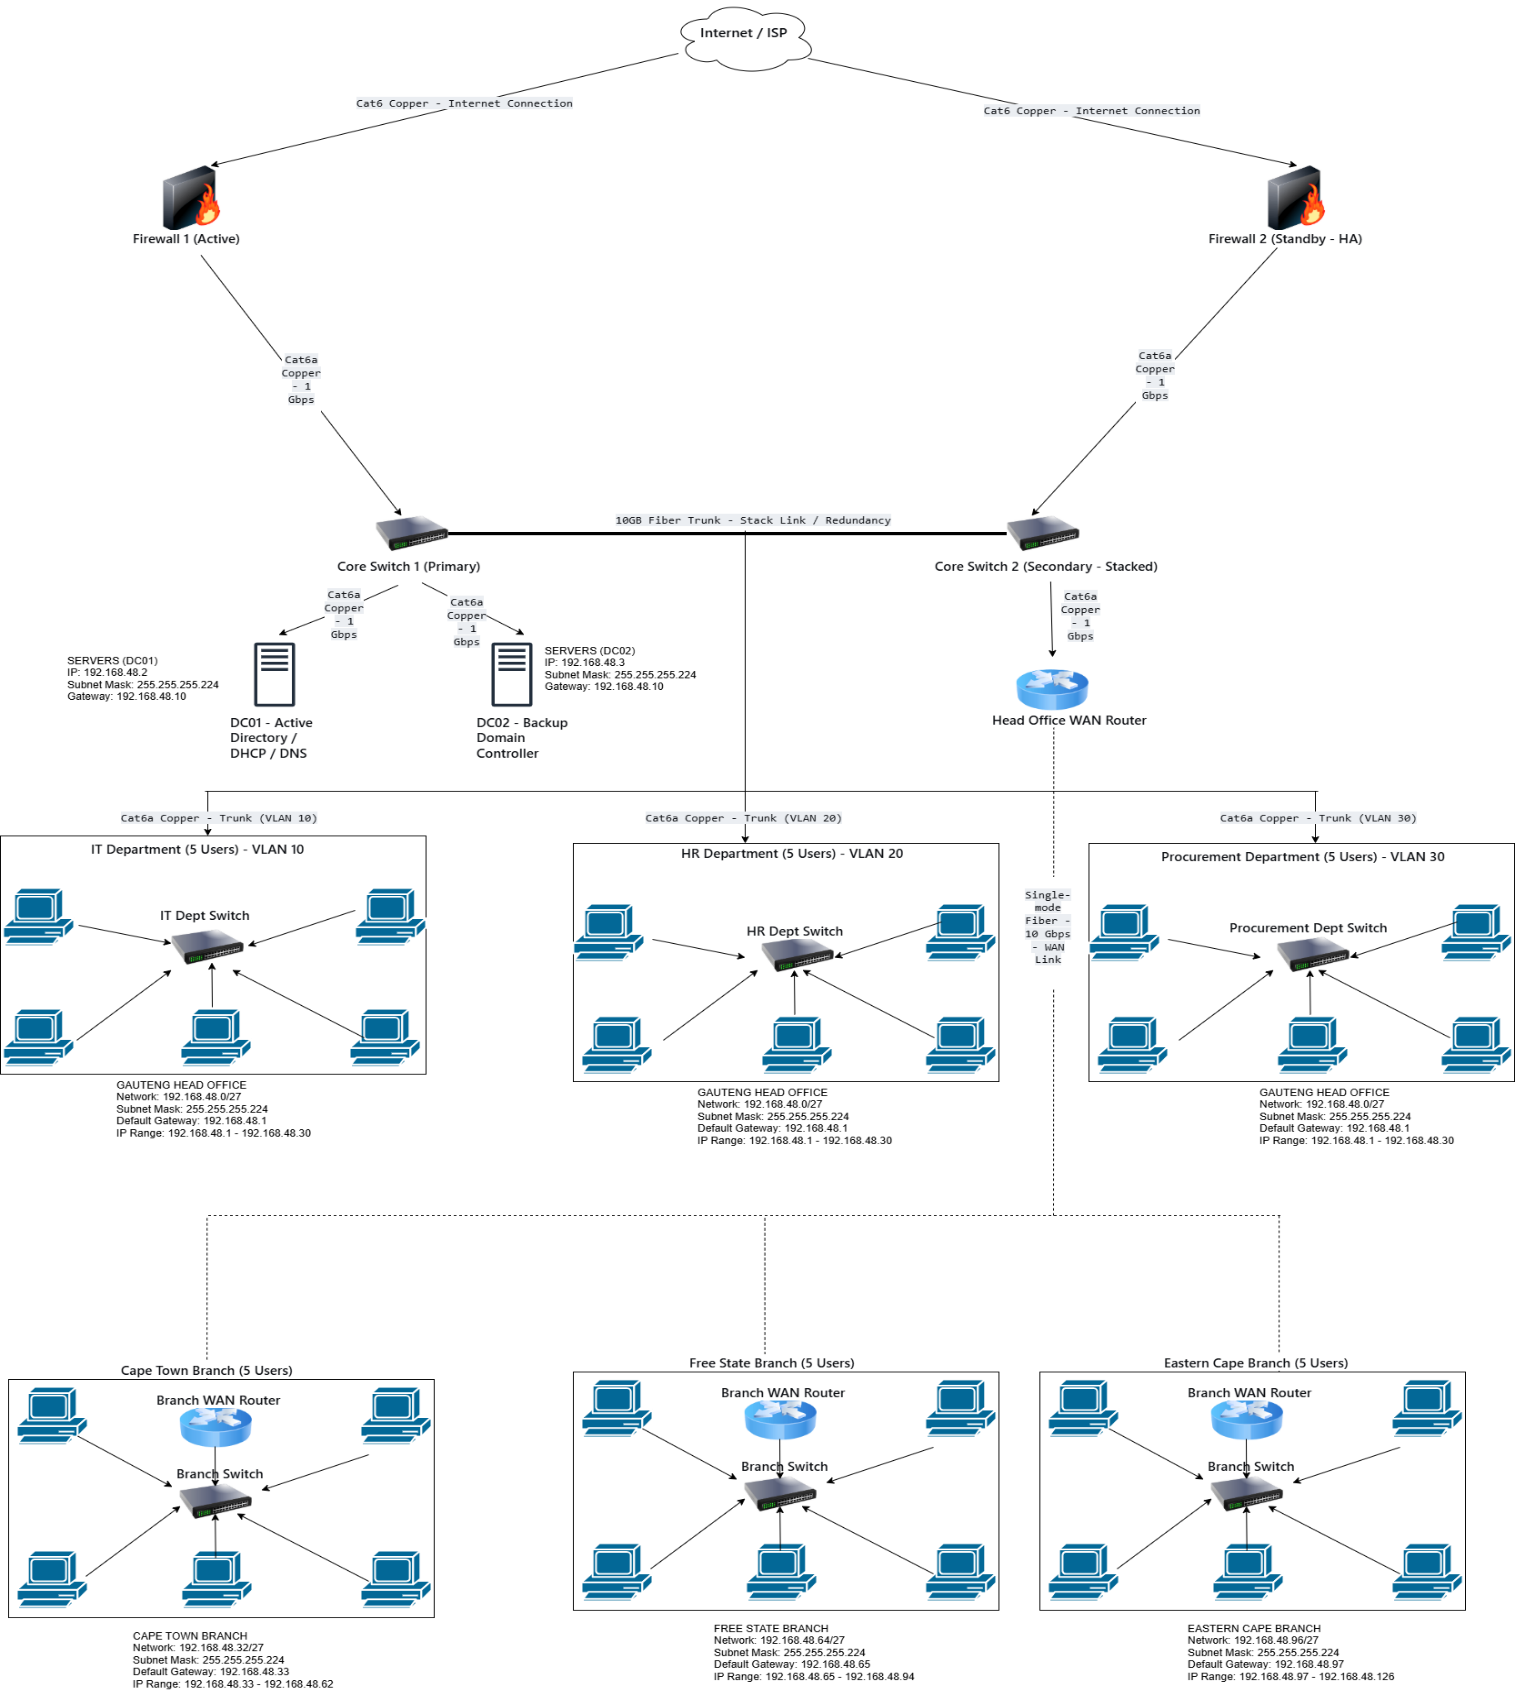 Internet / ISP
Cat6 Copper - Internet Connection
Cat6 Copper - Internet Connection
Firewall 1 (Active)
Firewall 2 (Standby - HA)
Cat6a
Copper
- 1
Gbps
Cat6a
Copper
- 1
Gbps
10GB Fiber Trunk - Stack Link / Redundancy
Core Switch 1 (Primary)
Core Switch 2 (Secondary - Stacked)
Cat6a
Copper
- 1
Gbps
Cat6a
Copper
- 1
Gbps
Cat6a
Copper
- 1
Gbps
SERVERS (DC01)
IP: 192.168.48.2
Subnet Mask: 255.255.255.224
Gateway: 192.168.48.10
SERVERS (DC02)
IP: 192.168.48.3
Subnet Mask: 255.255.255.224
Gateway: 192.168.48.10
DC01 - Active
Directory /
DHCP / DNS
DC02 - Backup
Domain
Controller
Head Office WAN Router
Cat6a Copper - Trunk (VLAN 10)
Cat6a Copper - Trunk (VLAN 20)
Cat6a Copper - Trunk (VLAN 30)
IT Department (5 Users) - VLAN 10
IT Dept Switch
HR Department (5 Users) - VLAN 20
HR Dept Switch
Single-
mode
Fiber -
10 Gbps
- WAN
Link
Procurement Department (5 Users) - VLAN 30
Procurement Dept Switch
GAUTENG HEAD OFFICE
Network: 192.168.48.0/27
Subnet Mask: 255.255.255.224
Default Gateway: 192.168.48.1
IP Range: 192.168.48.1 - 192.168.48.30
GAUTENG HEAD OFFICE
Network: 192.168.48.0/27
Subnet Mask: 255.255.255.224
Default Gateway: 192.168.48.1
IP Range: 192.168.48.1 - 192.168.48.30
GAUTENG HEAD OFFICE
Network: 192.168.48.0/27
Subnet Mask: 255.255.255.224
Default Gateway: 192.168.48.1
IP Range: 192.168.48.1 - 192.168.48.30
Cape Town Branch (5 Users)
Branch WAN Router
Branch Switch
Free State Branch (5 Users)
Branch WAN Router
Branch Switch
Eastern Cape Branch (5 Users)
Branch WAN Router
Branch Switch
CAPE TOWN BRANCH
Network: 192.168.48.32/27
Subnet Mask: 255.255.255.224
Default Gateway: 192.168.48.33
IP Range: 192.168.48.33 - 192.168.48.62
FREE STATE BRANCH
Network: 192.168.48.64/27
Subnet Mask: 255.255.255.224
Default Gateway: 192.168.48.65
IP Range: 192.168.48.65 - 192.168.48.94
EASTERN CAPE BRANCH
Network: 192.168.48.96/27
Subnet Mask: 255.255.255.224
Default Gateway: 192.168.48.97
IP Range: 192.168.48.97 - 192.168.48.126